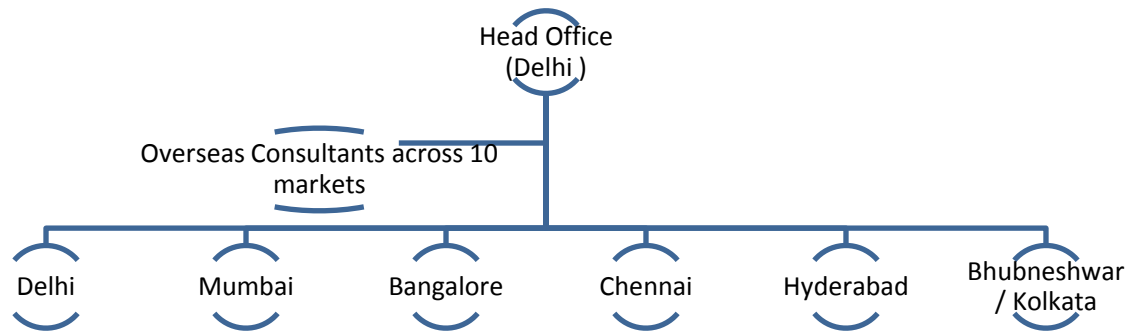 Head Office
(Delhi )
Overseas Consultants across 10
markets
Delhi
Mumbai
Bangalore
Chennai
Hyderabad
Bhubneshwar
/ Kolkata